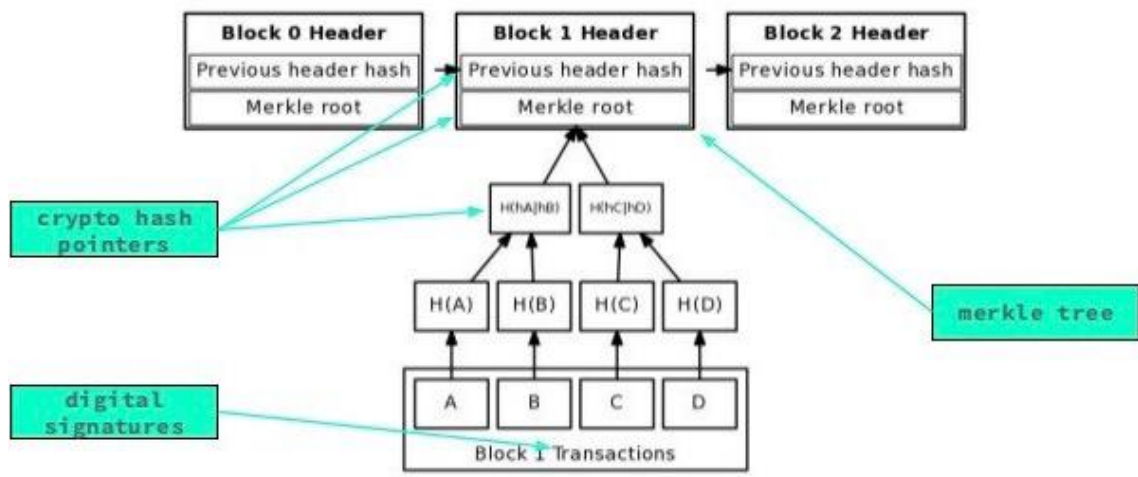 Block 0 Header
Block 1 Header
Block 2 Header
Previous header hash
Previous header hash
Previous header hash
Merkle root
Merkle root
Merkle root
H(hA|hB)
H(hC|hD)
crypto hash
pointers
H(A)
H(B)
H(C)
H(D)
merkle tree
A
B
C
D
digital
signatures
Block 1 Transactions